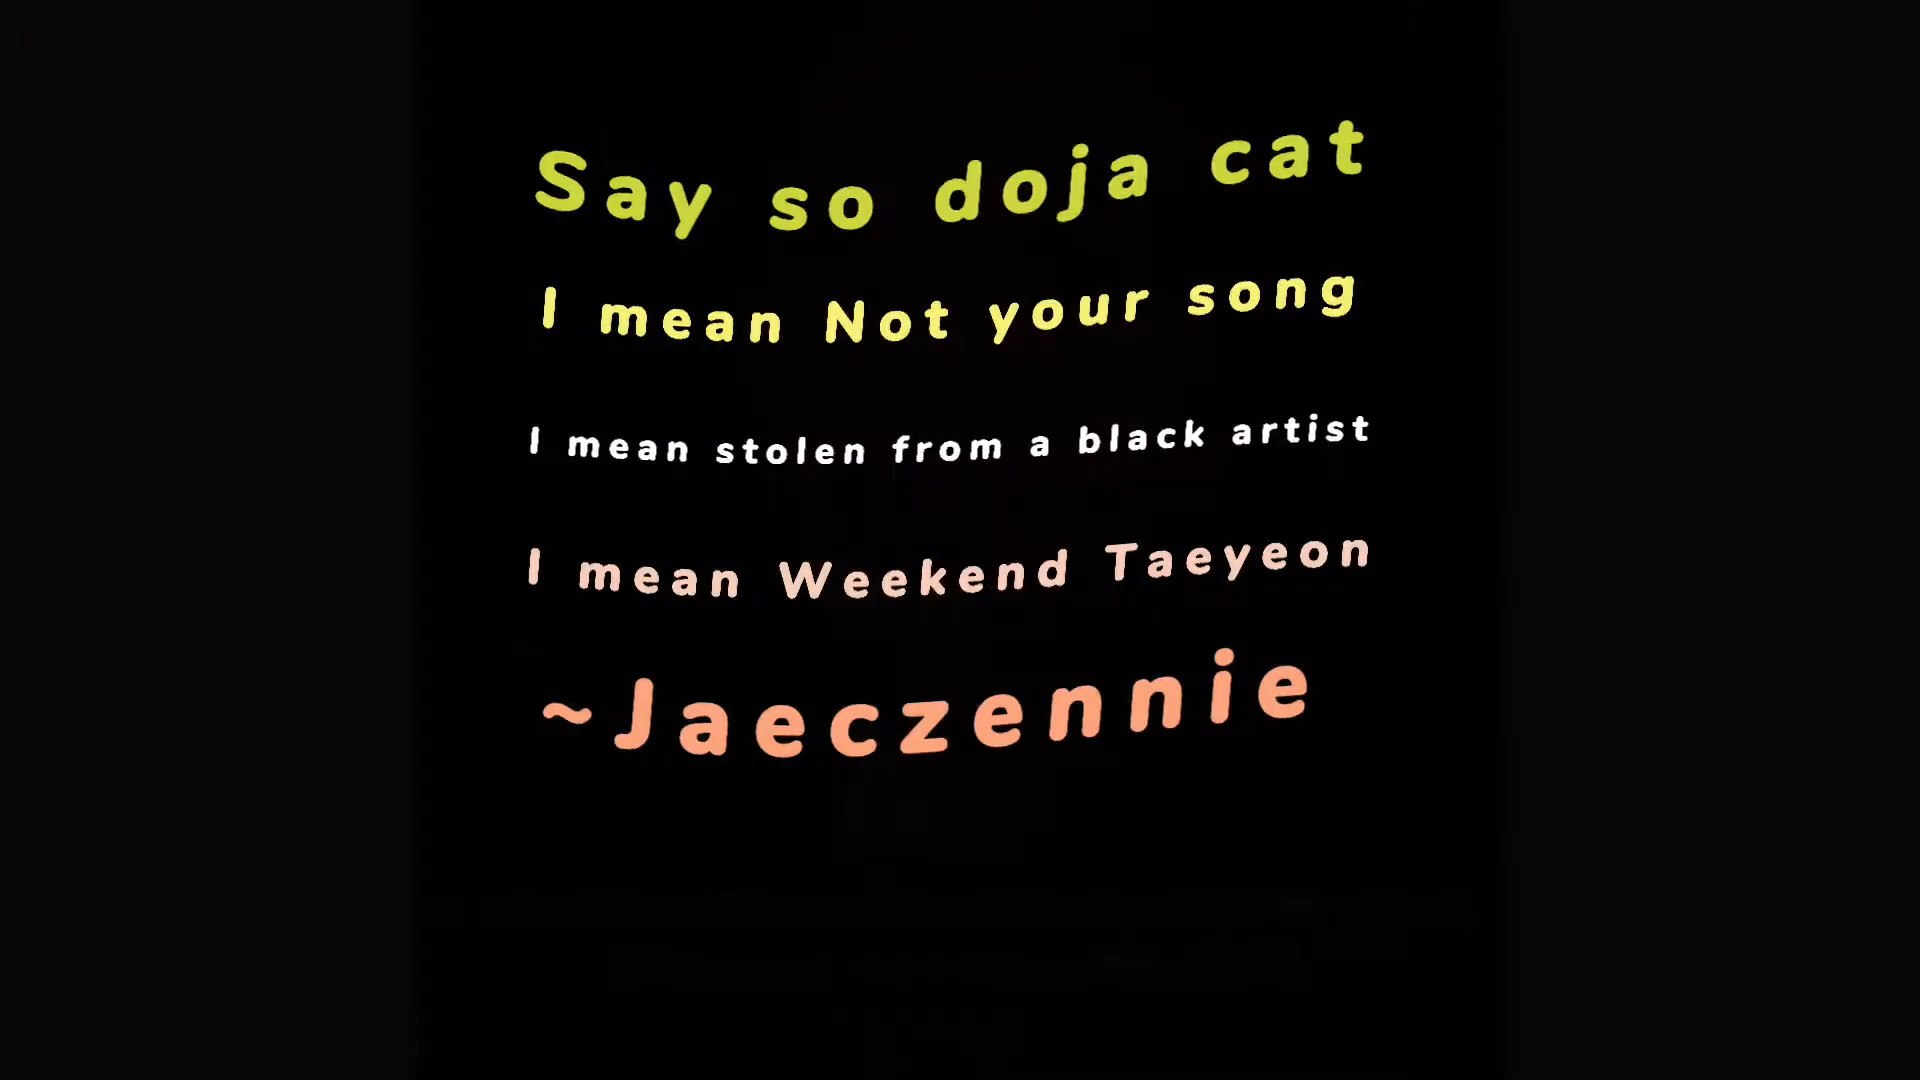 Say so doja cat
I mean Not your song
I mean stolen from a black artist
I mean Weekend Taeyeon
~Jaeczennie